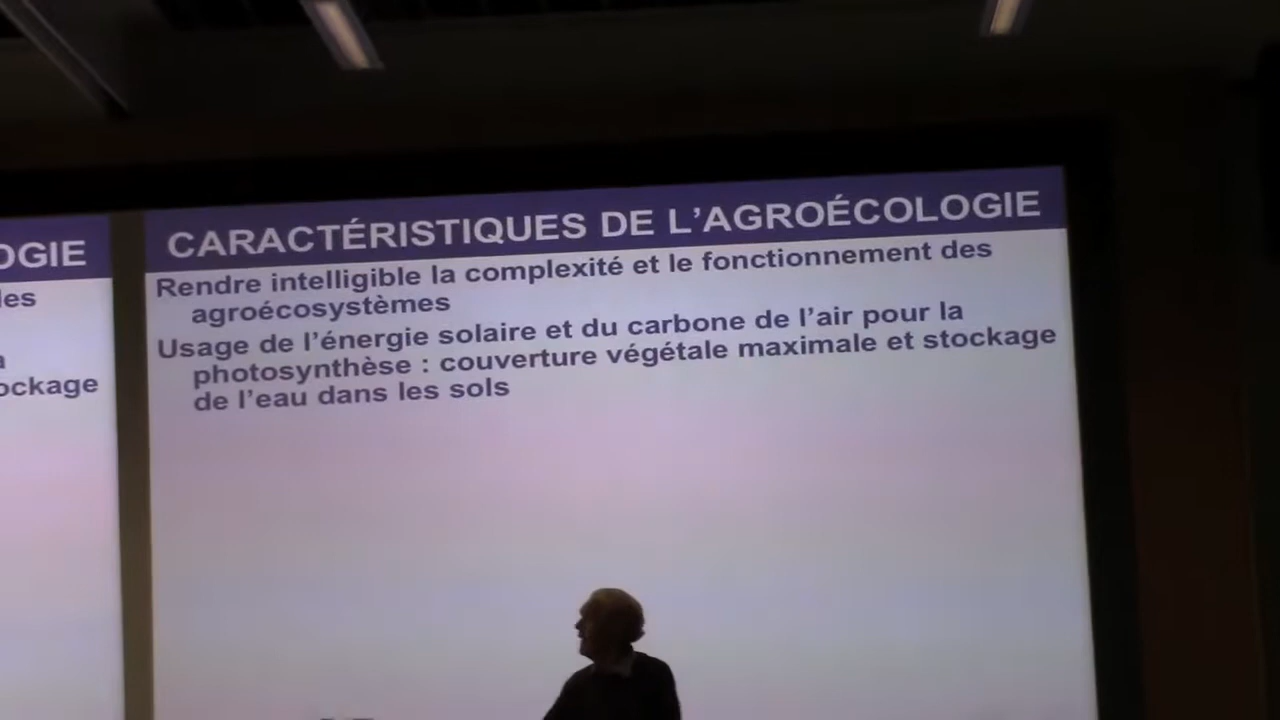 OGIE
les
a
ockage
CARACTÉRISTIQUES DE L'AGROÉCOLOGIE
Rendre intelligible la complexité et le fonctionnement des
agroécosystèmes
Usage de l'énergie solaire et du carbone de l'air pour la
photosynthèse : couverture végétale maximale et stockage
de l'eau dans les sols